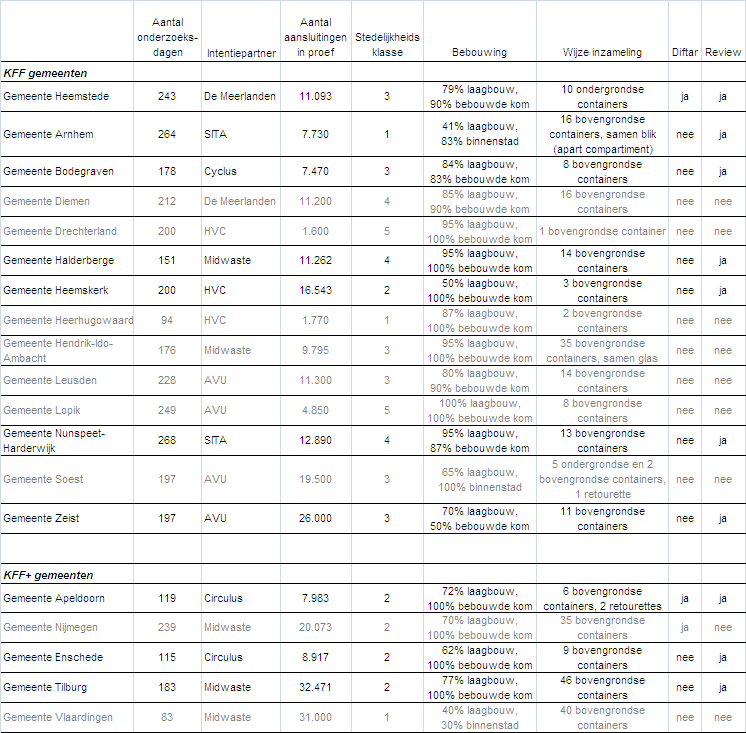 Aantal onderzoeks-dagen | Intentiepartner | Aantal aansluitingen in proef | Stedelijkheids klasse | Bebouwing | Wijze inzameling | Diftar | Review
KFF gemeenten
Gemeente Heemstede | 243 | De Meerlanden | 11.093 | 3 | 79% laagbouw, 90% bebouwde kom | 10 ondergrondse containers | ja | ja
Gemeente Arnhem | 264 | SITA | 7.730 | 1 | 41% laagbouw, 83% binnenstad | 16 bovengrondse containers, samen blik (apart compartiment) | nee | ja
Gemeente Bodegraven | 178 | Cyclus | 7.470 | 3 | 84% laagbouw, 83% bebouwde kom | 8 bovengrondse containers | nee | ja
Gemeente Diemen | 212 | De Meerlanden | 11.200 | 4 | 85% laagbouw, 90% bebouwde kom | 16 bovengrondse containers | nee | nee
Gemeente Drechterland | 200 | HVC | 1.600 | 5 | 95% laagbouw, 100% bebouwde kom | 1 bovengrondse container | nee | nee
Gemeente Halderberge | 151 | Midwaste | 11.262 | 4 | 95% laagbouw, 100% bebouwde kom | 14 bovengrondse containers | nee | ja
Gemeente Heemskerk | 200 | HVC | 16.543 | 2 | 50% laagbouw, 100% bebouwde kom | 3 bovengrondse containers | nee | ja
Gemeente Heerhugowaard | 94 | HVC | 1.770 | 1 | 87% laagbouw, 100% bebouwde kom | 2 bovengrondse containers | nee | nee
Gemeente Hendrik-Ido-Ambacht | 176 | Midwaste | 9.795 | 3 | 95% laagbouw, 100% bebouwde kom | 35 bovengrondse containers, samen glas | nee | nee
Gemeente Leusden | 228 | AVU | 11.300 | 3 | 80% laagbouw, 90% bebouwde kom | 14 bovengrondse containers | nee | nee
Gemeente Lopik | 249 | AVU | 4.850 | 5 | 100% laagbouw, 100% bebouwde kom | 8 bovengrondse containers | nee | nee
Gemeente Nunspeet-Harderwijk | 268 | SITA | 12.890 | 4 | 95% laagbouw, 87% bebouwde kom | 13 bovengrondse containers | nee | ja
Gemeente Soest | 197 | AVU | 19.500 | 3 | 65% laagbouw, 100% binnenstad | 5 ondergrondse en 2 bovengrondse containers, 1 retourette | nee | nee
Gemeente Zeist | 197 | AVU | 26.000 | 3 | 70% laagbouw, 50% bebouwde kom | 11 bovengrondse containers | nee | ja
KFF+ gemeenten
Gemeente Apeldoorn | 119 | Circulus | 7.983 | 2 | 72% laagbouw, 100% bebouwde kom | 6 bovengrondse containers, 2 retourettes | ja | ja
Gemeente Nijmegen | 239 | Midwaste | 20.073 | 2 | 70% laagbouw, 100% bebouwde kom | 35 bovengrondse containers | ja | nee
Gemeente Enschede | 115 | Circulus | 8.917 | 2 | 62% laagbouw, 100% bebouwde kom | 9 bovengrondse containers | nee | ja
Gemeente Tilburg | 183 | Midwaste | 32.471 | 2 | 77% laagbouw, 100% bebouwde kom | 46 bovengrondse containers | nee | ja
Gemeente Vlaardingen | 83 | Midwaste | 31.000 | 1 | 40% laagbouw, 30% binnenstad | 40 bovengrondse containers | nee | nee